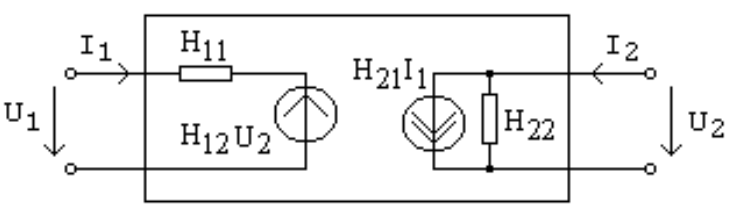 I₁ H₁₁ H₂₁I₁ I₂
U₁ H₁₂U₂ H₂₂ U₂